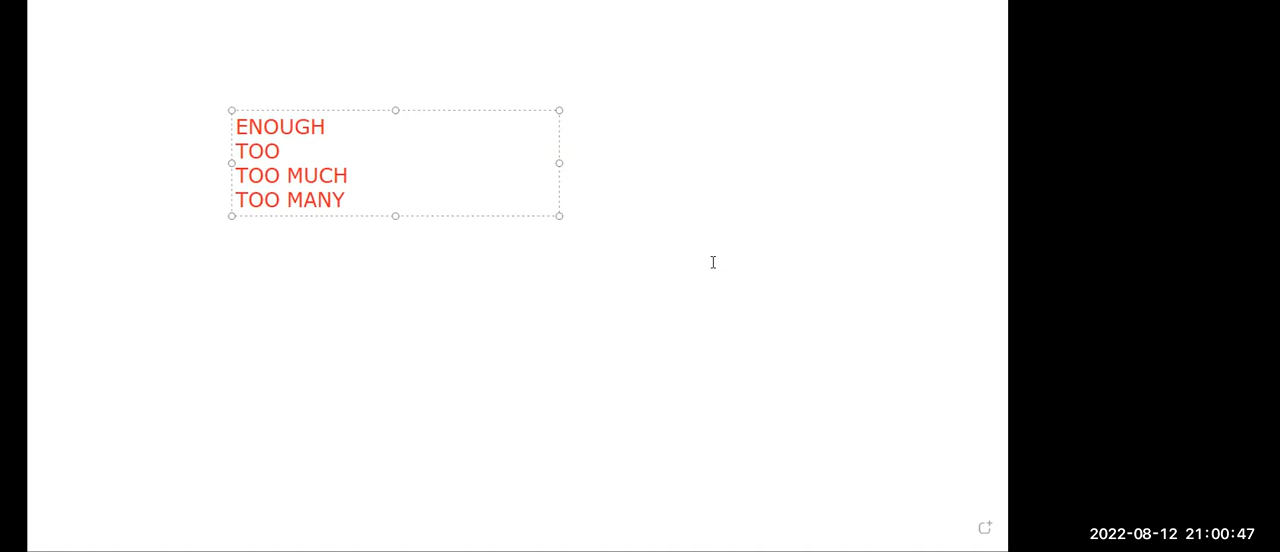 ENOUGH
TOO
TOO MUCH
TOO MANY
2022-08-12 21:00:47